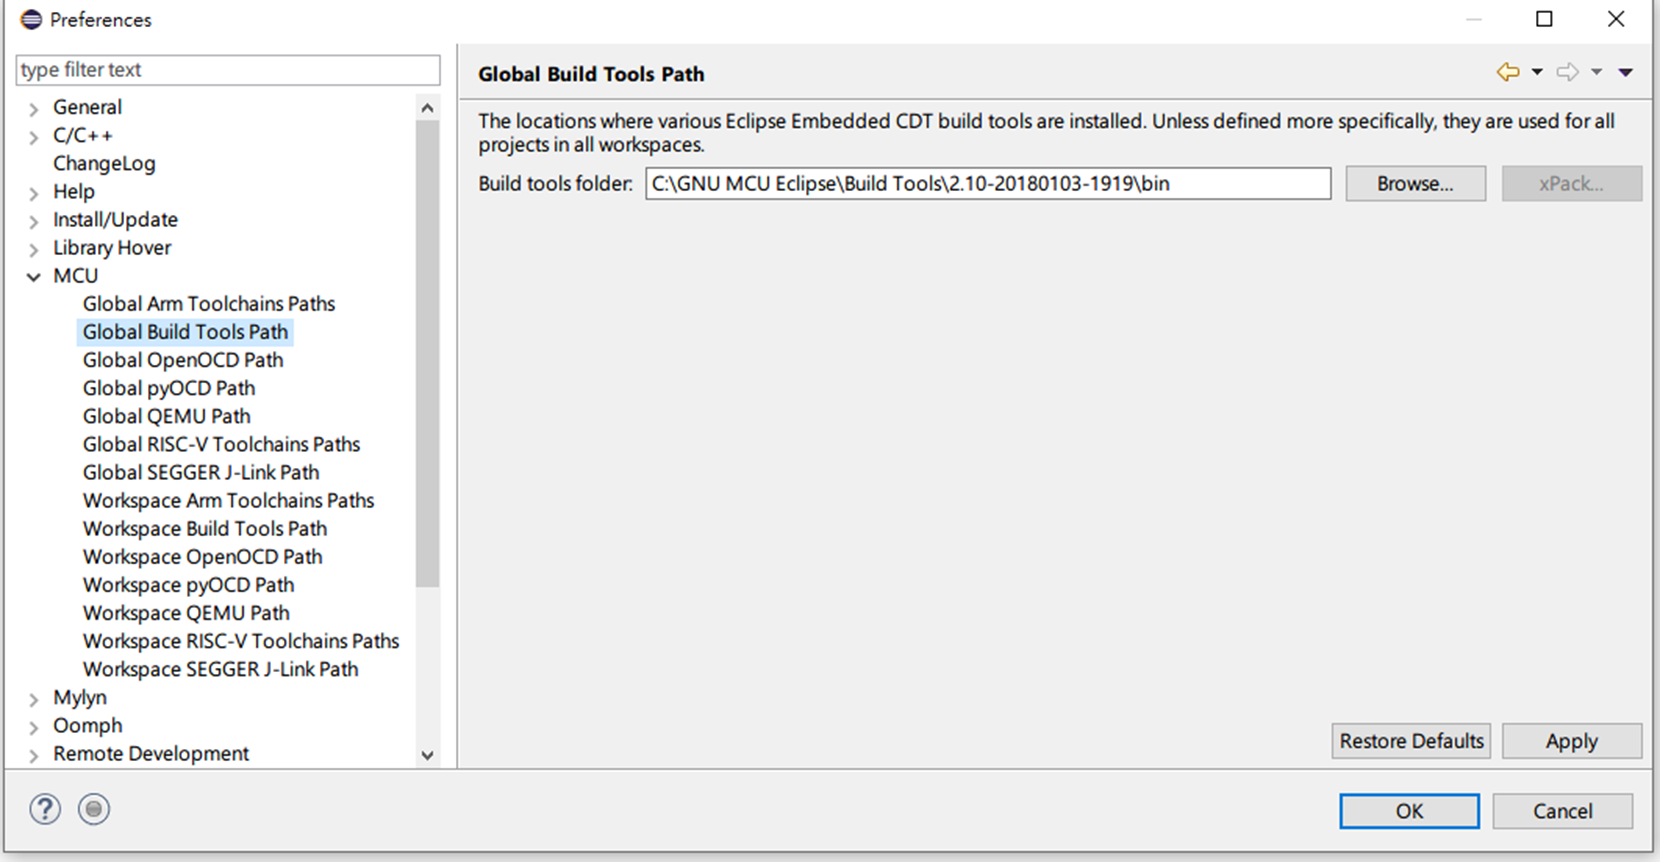 Preferences
type filter text
General
C/C++
ChangeLog
Help
Install/Update
Library Hover
MCU
Global Arm Toolchains Paths
Global Build Tools Path
Global OpenOCD Path
Global pyOCD Path
Global QEMU Path
Global RISC-V Toolchains Paths
Global SEGGER J-Link Path
Workspace Arm Toolchains Paths
Workspace Build Tools Path
Workspace OpenOCD Path
Workspace pyOCD Path
Workspace QEMU Path
Workspace RISC-V Toolchains Paths
Workspace SEGGER J-Link Path
Mylyn
Oomph
Remote Development
Global Build Tools Path
The locations where various Eclipse Embedded CDT build tools are installed. Unless defined more specifically, they are used for all
projects in all workspaces.
Build tools folder: C:\GNU MCU Eclipse\Build Tools\2.10-20180103-1919\bin Browse... xPack...
Restore Defaults Apply
? OK Cancel